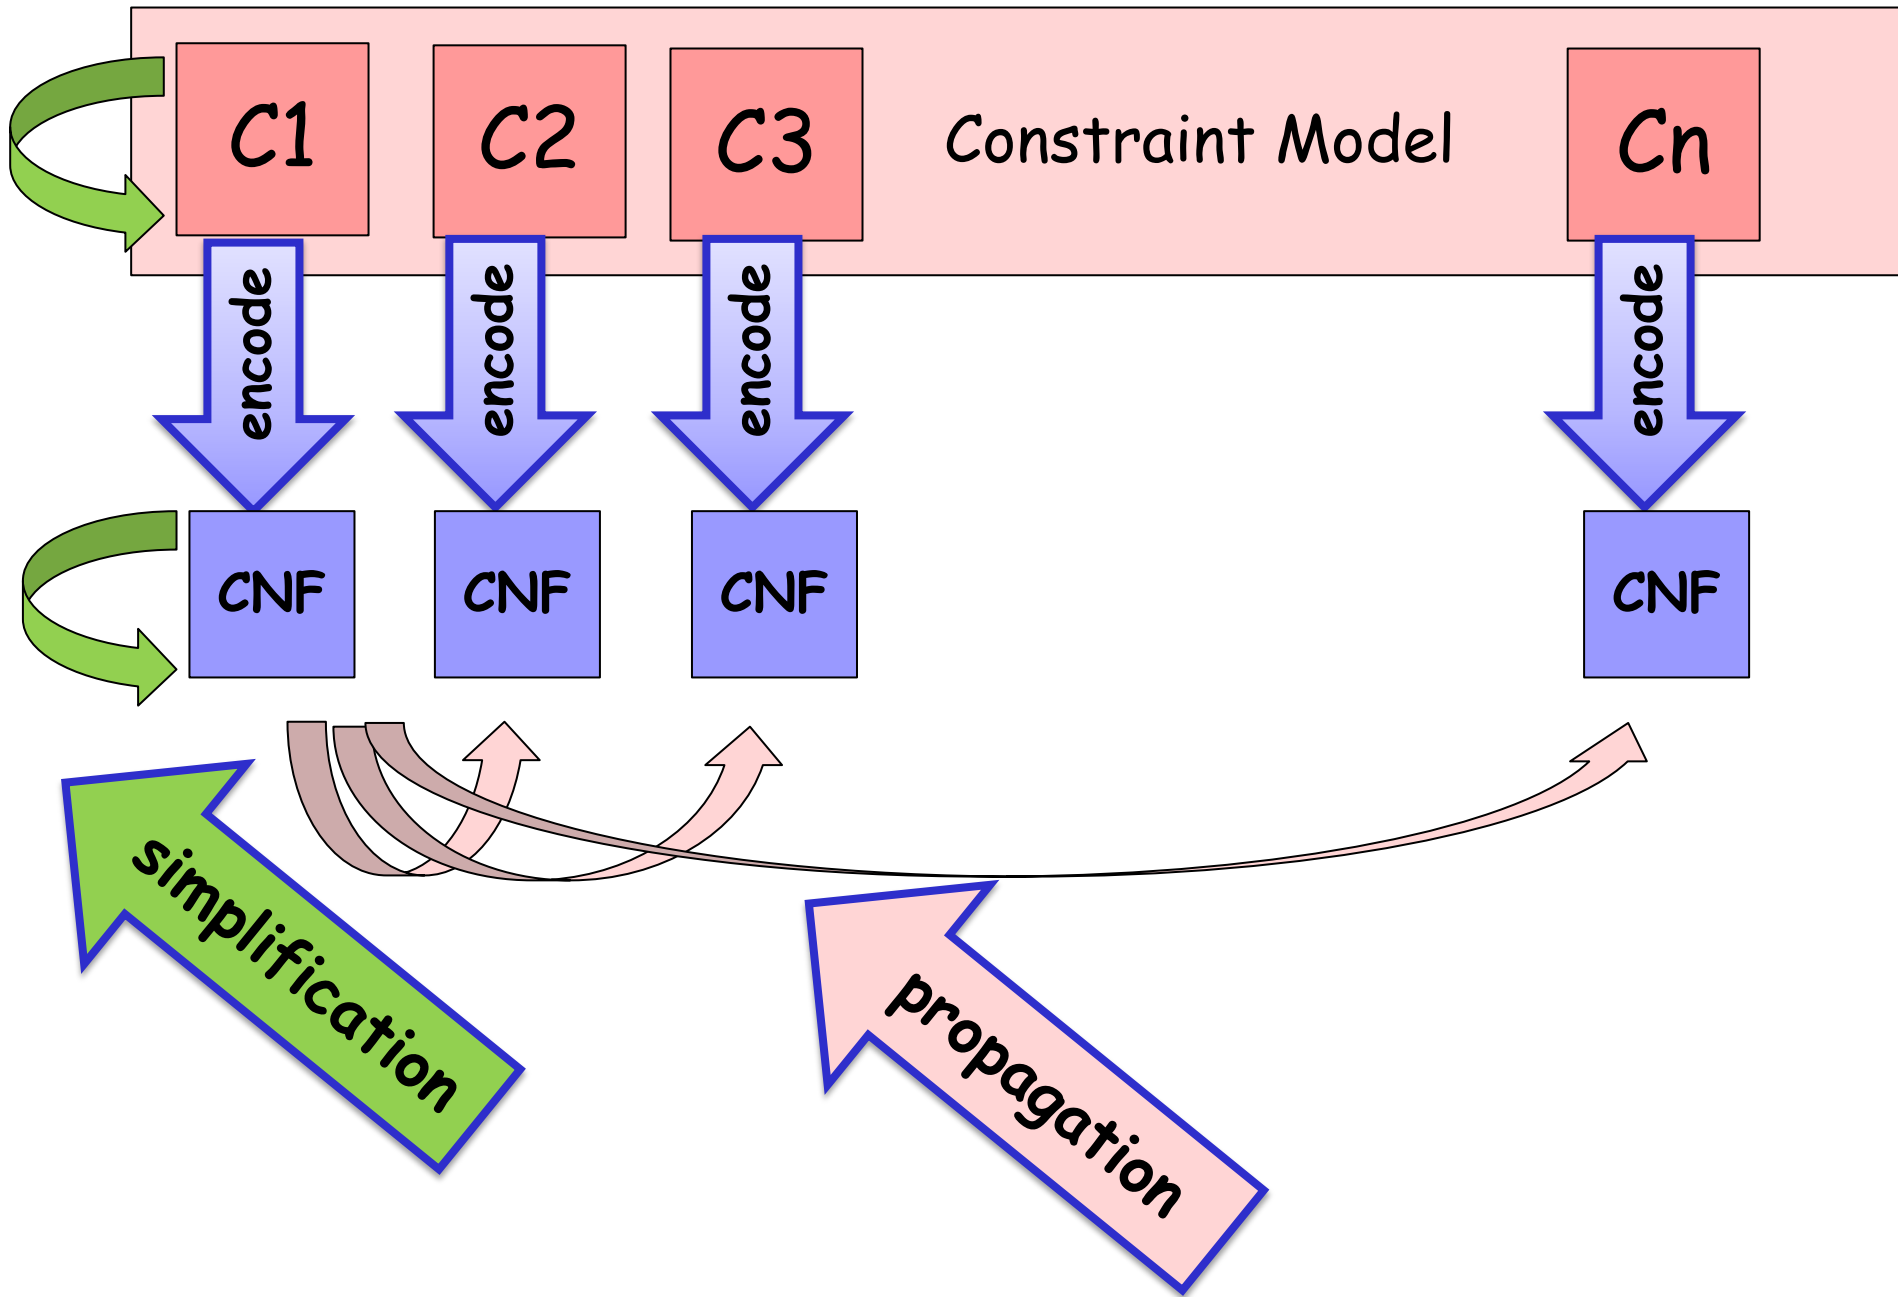 C1
C2
C3
Constraint Model
Cn
encode
encode
encode
encode
CNF
CNF
CNF
CNF
simplification
propagation